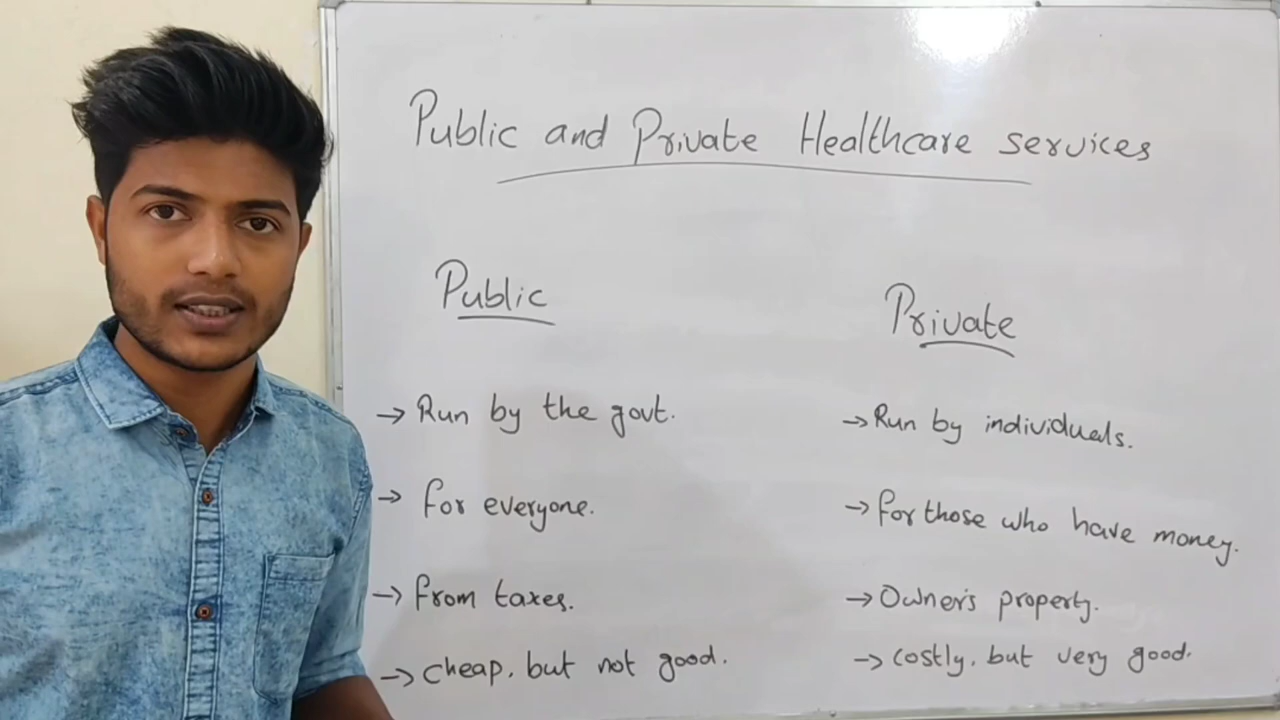 Public and Private Healthcare services
Public
→ Run by the govt.
→ For everyone.
→ From taxes.
→ Cheap, but not good.
Private
→ Run by individuals.
→ For those who have money.
→ Owner's property.
→ Costly, but very good.